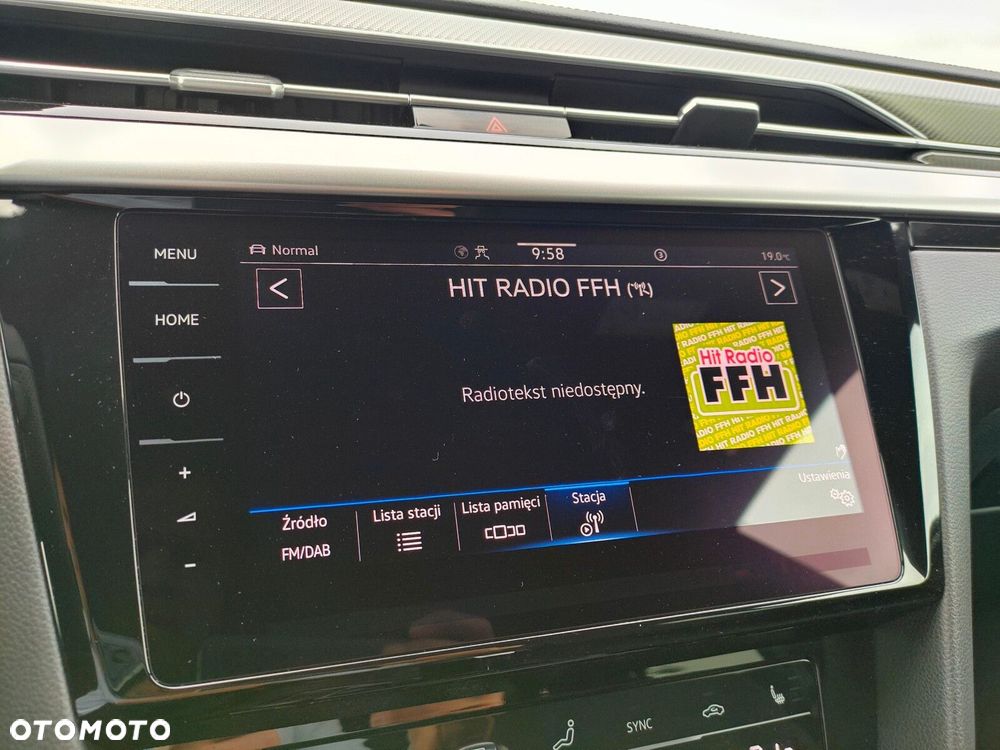 MENU
HOME
Normal
9:58
3
19.0°C
HIT RADIO FFH
Radiotekst niedostępny.
Hit Radio
FFH
Ustawienia
Źródło
FM/DAB
Lista stacji
Lista pamięci
Stacja
SYNC
OTOMOTO